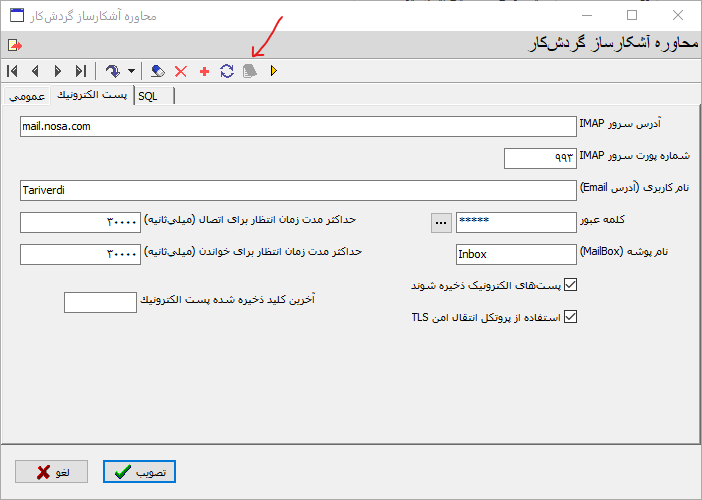 محاوره آشکارساز گردش‌کار
محاوره آشکارساز گردش‌کار
عمومي
پست الکترونيك
SQL
آدرس سرور IMAP
mail.nosa.com
شماره پورت سرور IMAP
۹۹۳
نام کاربری (آدرس Email)
Tariverdi
کلمه عبور
*****
...
حداکثر مدت زمان انتظار برای اتصال (میلی‌ثانیه)
۳۰۰۰۰
نام پوشه (MailBox)
Inbox
حداکثر مدت زمان انتظار برای خواندن (میلی‌ثانیه)
۳۰۰۰۰
پست‌های الکترونیک ذخیره شوند
آخرین کلید ذخیره شده پست الکترونیك
استفاده از پروتکل انتقال امن TLS
تصویب
لغو